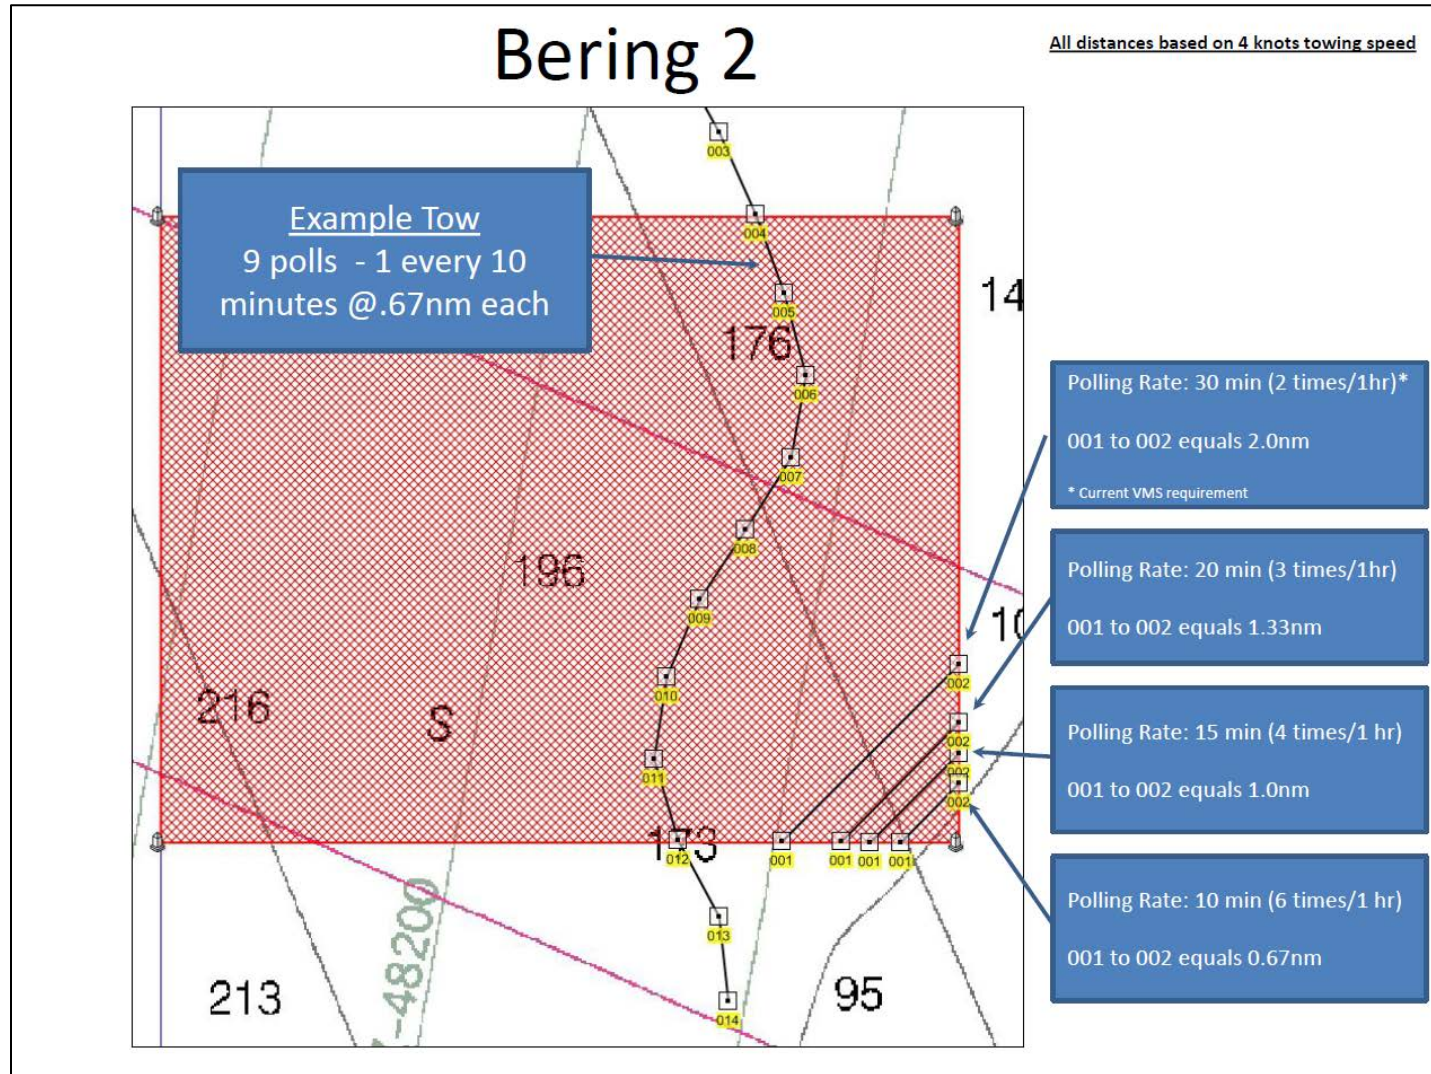 Bering 2
All distances based on 4 knots towing speed
003
004
Example Tow
9 polls - 1 every 10
minutes @.67nm each
005
14
176
006
Polling Rate: 30 min (2 times/1hr)*
001 to 002 equals 2.0nm
* Current VMS requirement
007
008
196
Polling Rate: 20 min (3 times/1hr)
001 to 002 equals 1.33nm
009
10
002
010
216
S
Polling Rate: 15 min (4 times/1 hr)
001 to 002 equals 1.0nm
002
011
002
002
173
012
001
001
001
001
Polling Rate: 10 min (6 times/1 hr)
001 to 002 equals 0.67nm
013
-48200
213
95
014